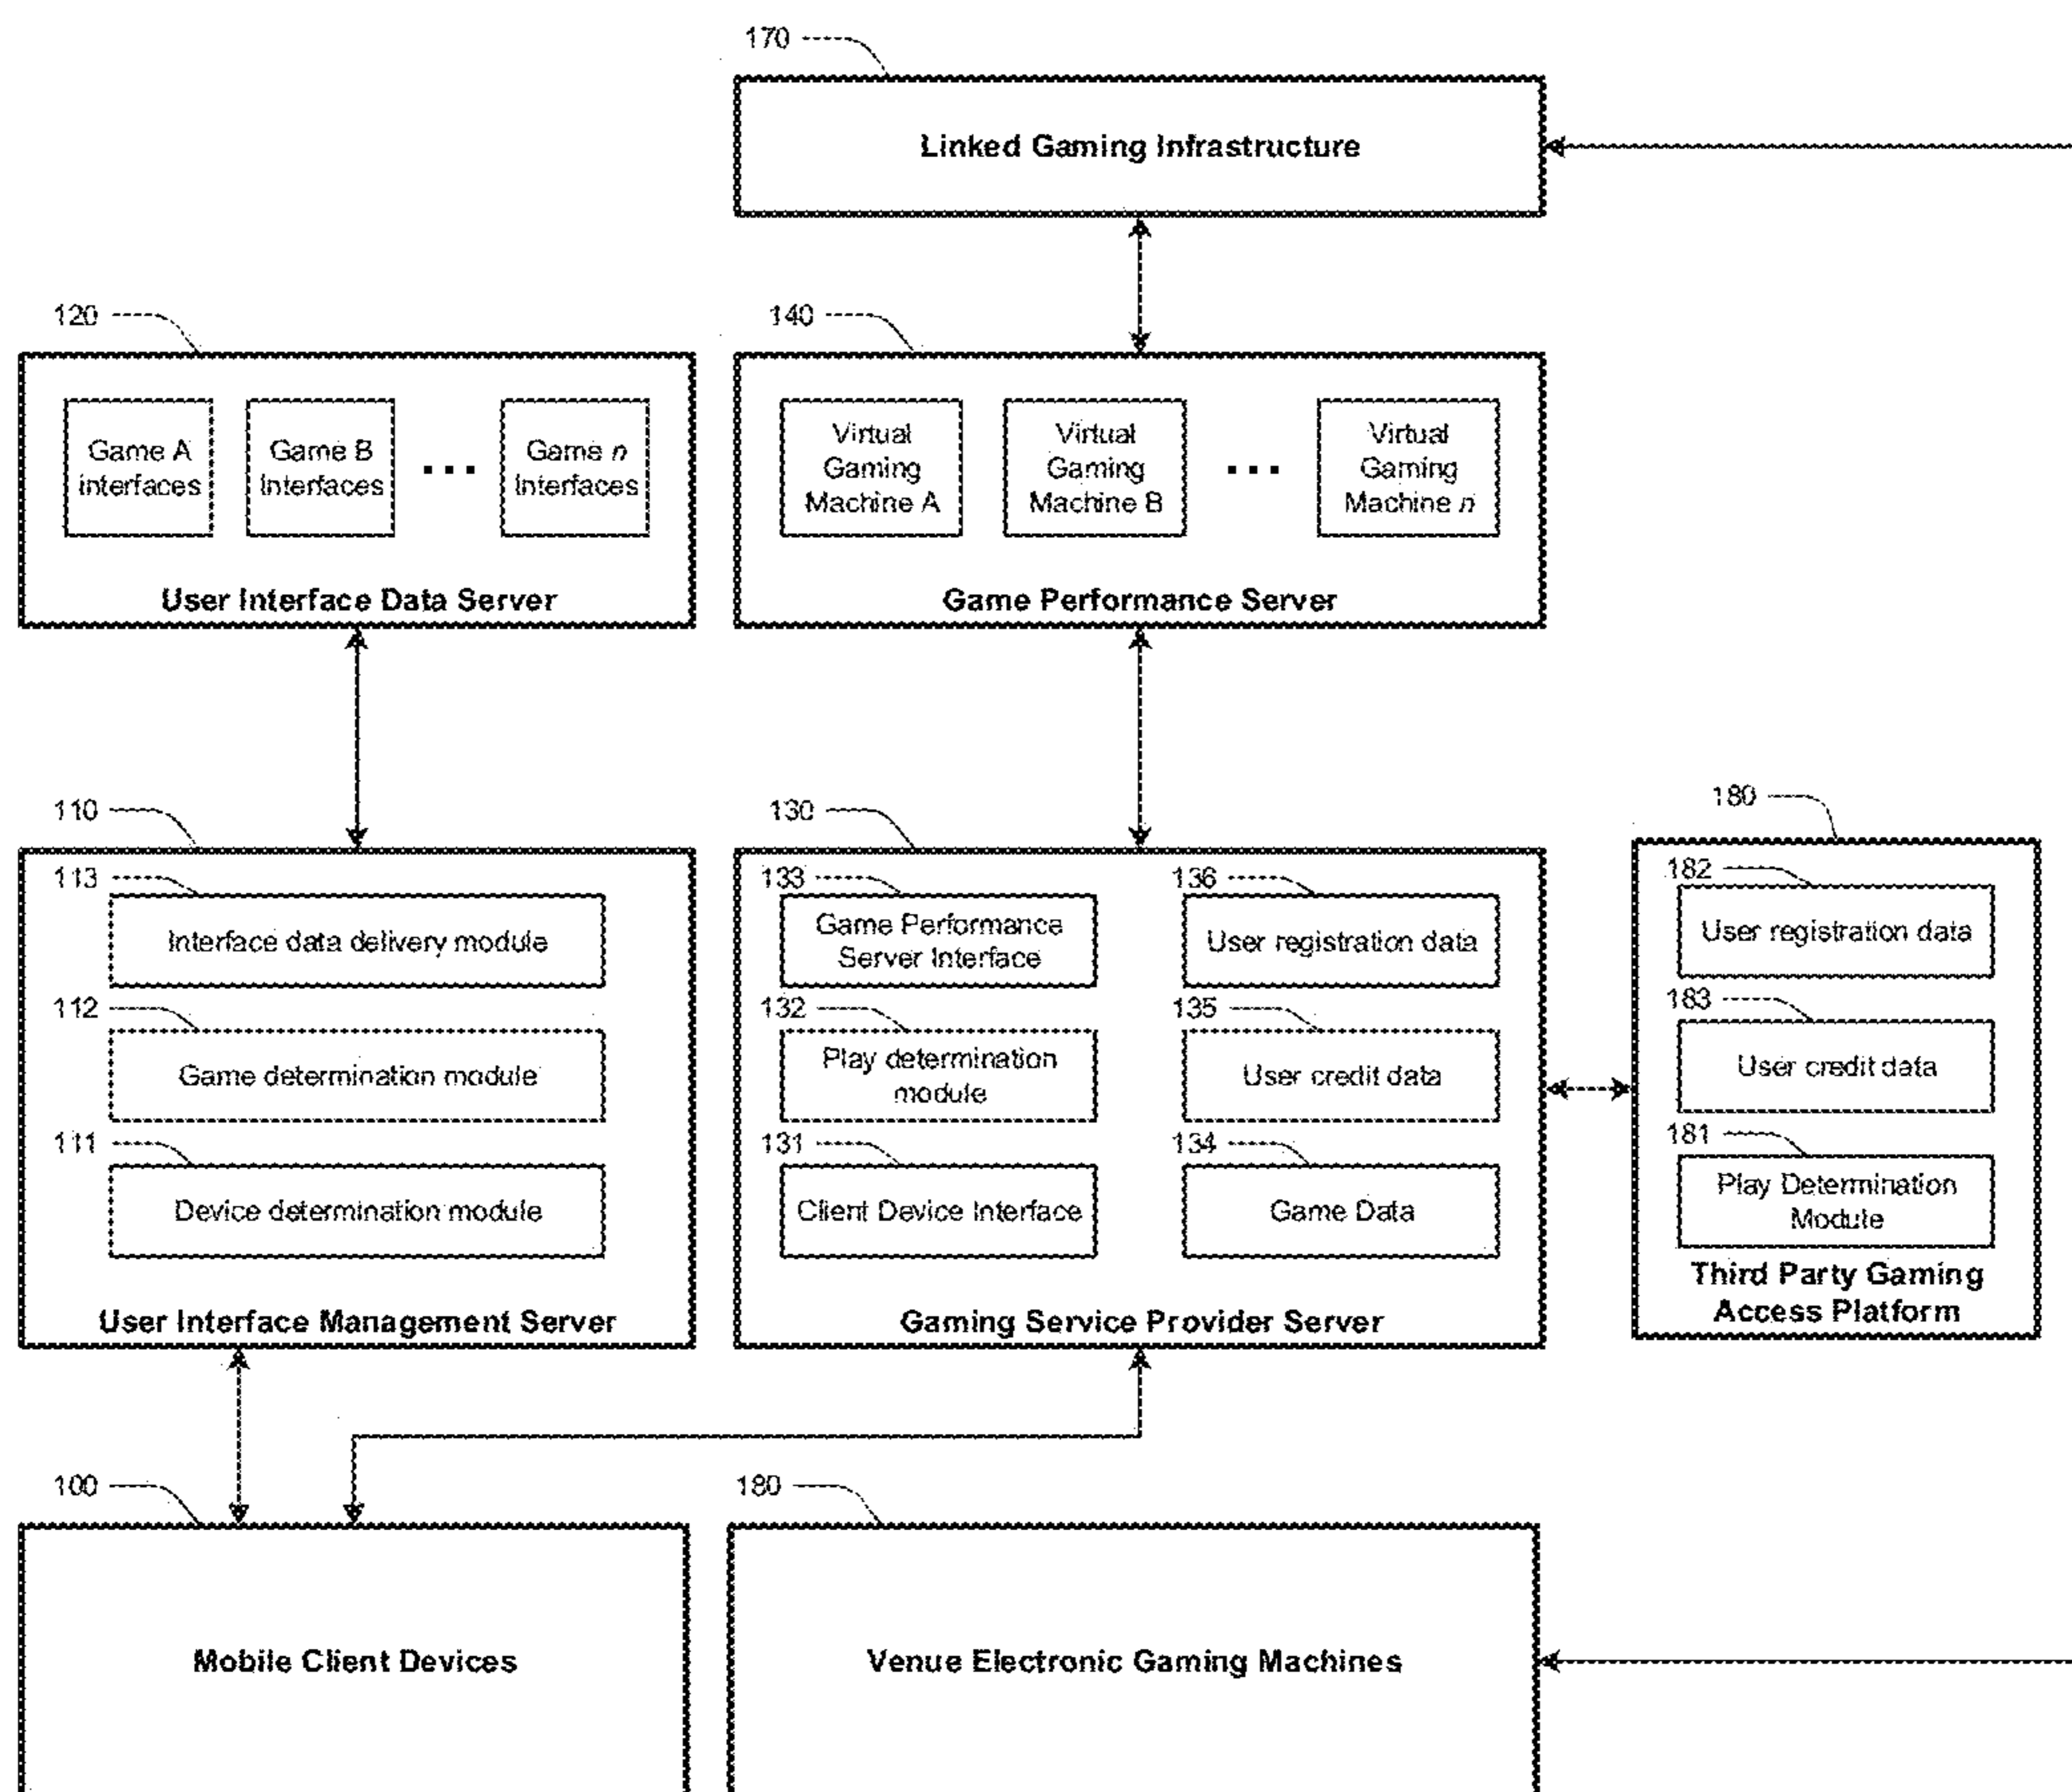 170
Linked Gaming Infrastructure
120
Game A
interfaces
Game B
Interfaces
...
Game n
Interfaces
User Interface Data Server
140
Virtual
Gaming
Machine A
Virtual
Gaming
Machine B
...
Virtual
Gaming
Machine n
Game Performance Server
110
113
Interface data delivery module
112
Game determination module
111
Device determination module
User Interface Management Server
130
133
Game Performance
Server Interface
136
User registration data
132
Play determination
module
135
User credit data
131
Client Device Interface
134
Game Data
Gaming Service Provider Server
180
182
User registration data
183
User credit data
181
Play Determination
Module
Third Party Gaming
Access Platform
100
Mobile Client Devices
180
Venue Electronic Gaming Machines